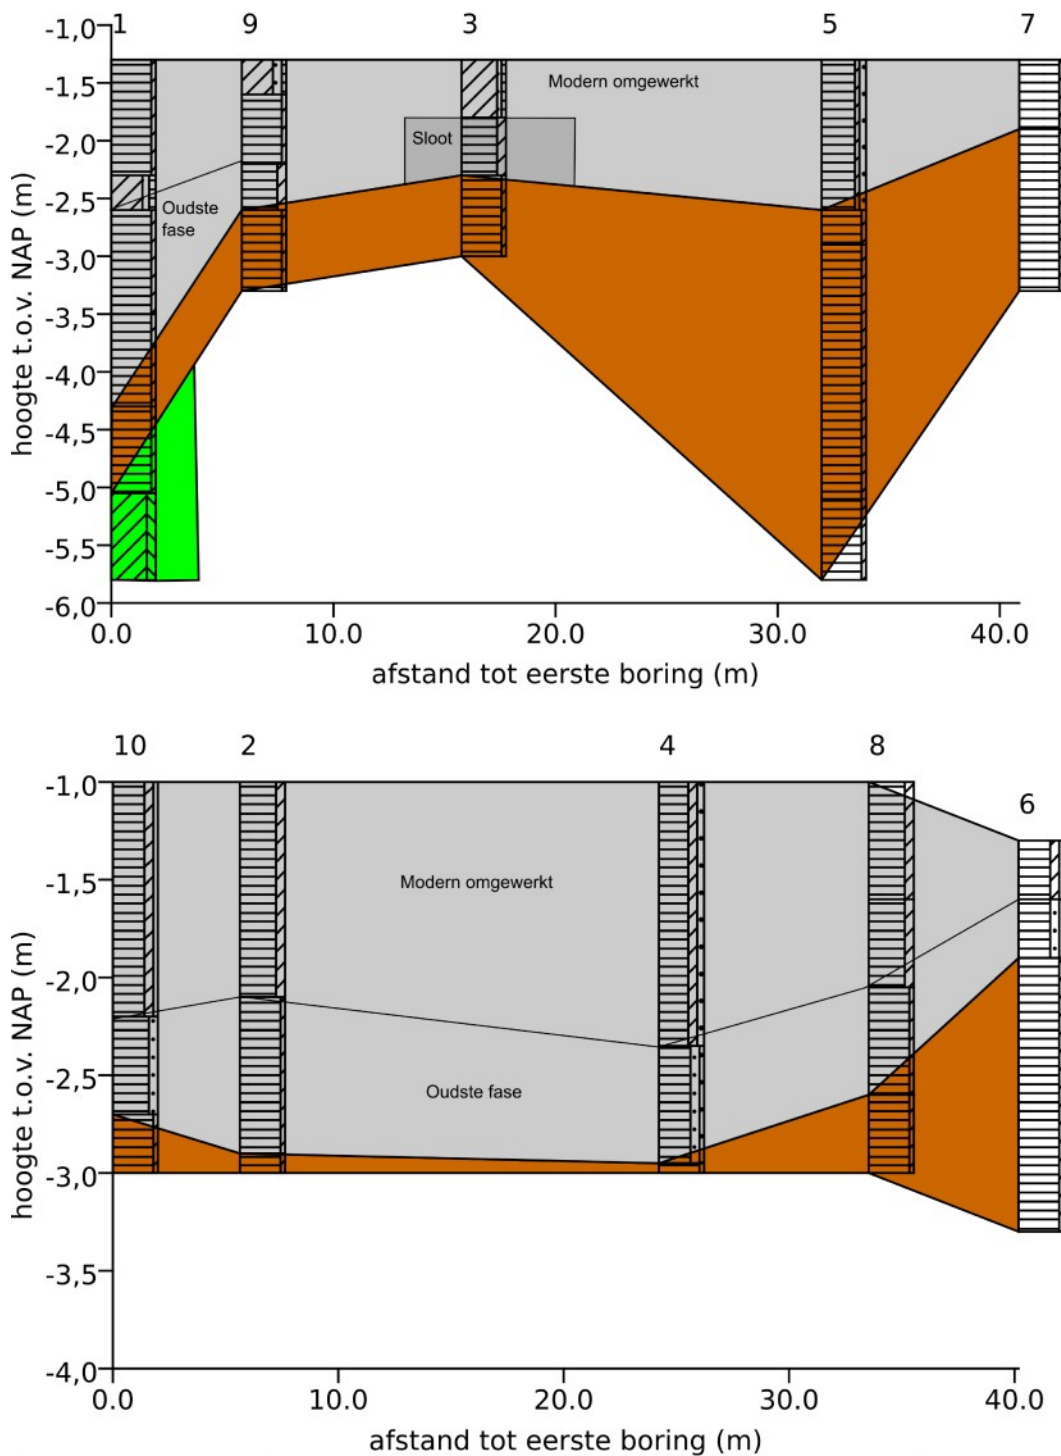 1 9 3 5 7
-1,0
-1,5
-2,0
-2,5
-3,0
-3,5
-4,0
-4,5
-5,0
-5,5
-6,0
hoogte t.o.v. NAP (m)
Modern omgewerkt
Sloot
Oudste
fase
0.0 10.0 20.0 30.0 40.0
afstand tot eerste boring (m)
10 2 4 8 6
-1,0
-1,5
-2,0
-2,5
-3,0
-3,5
-4,0
hoogte t.o.v. NAP (m)
Modern omgewerkt
Oudste fase
0.0 10.0 20.0 30.0 40.0
afstand tot eerste boring (m)